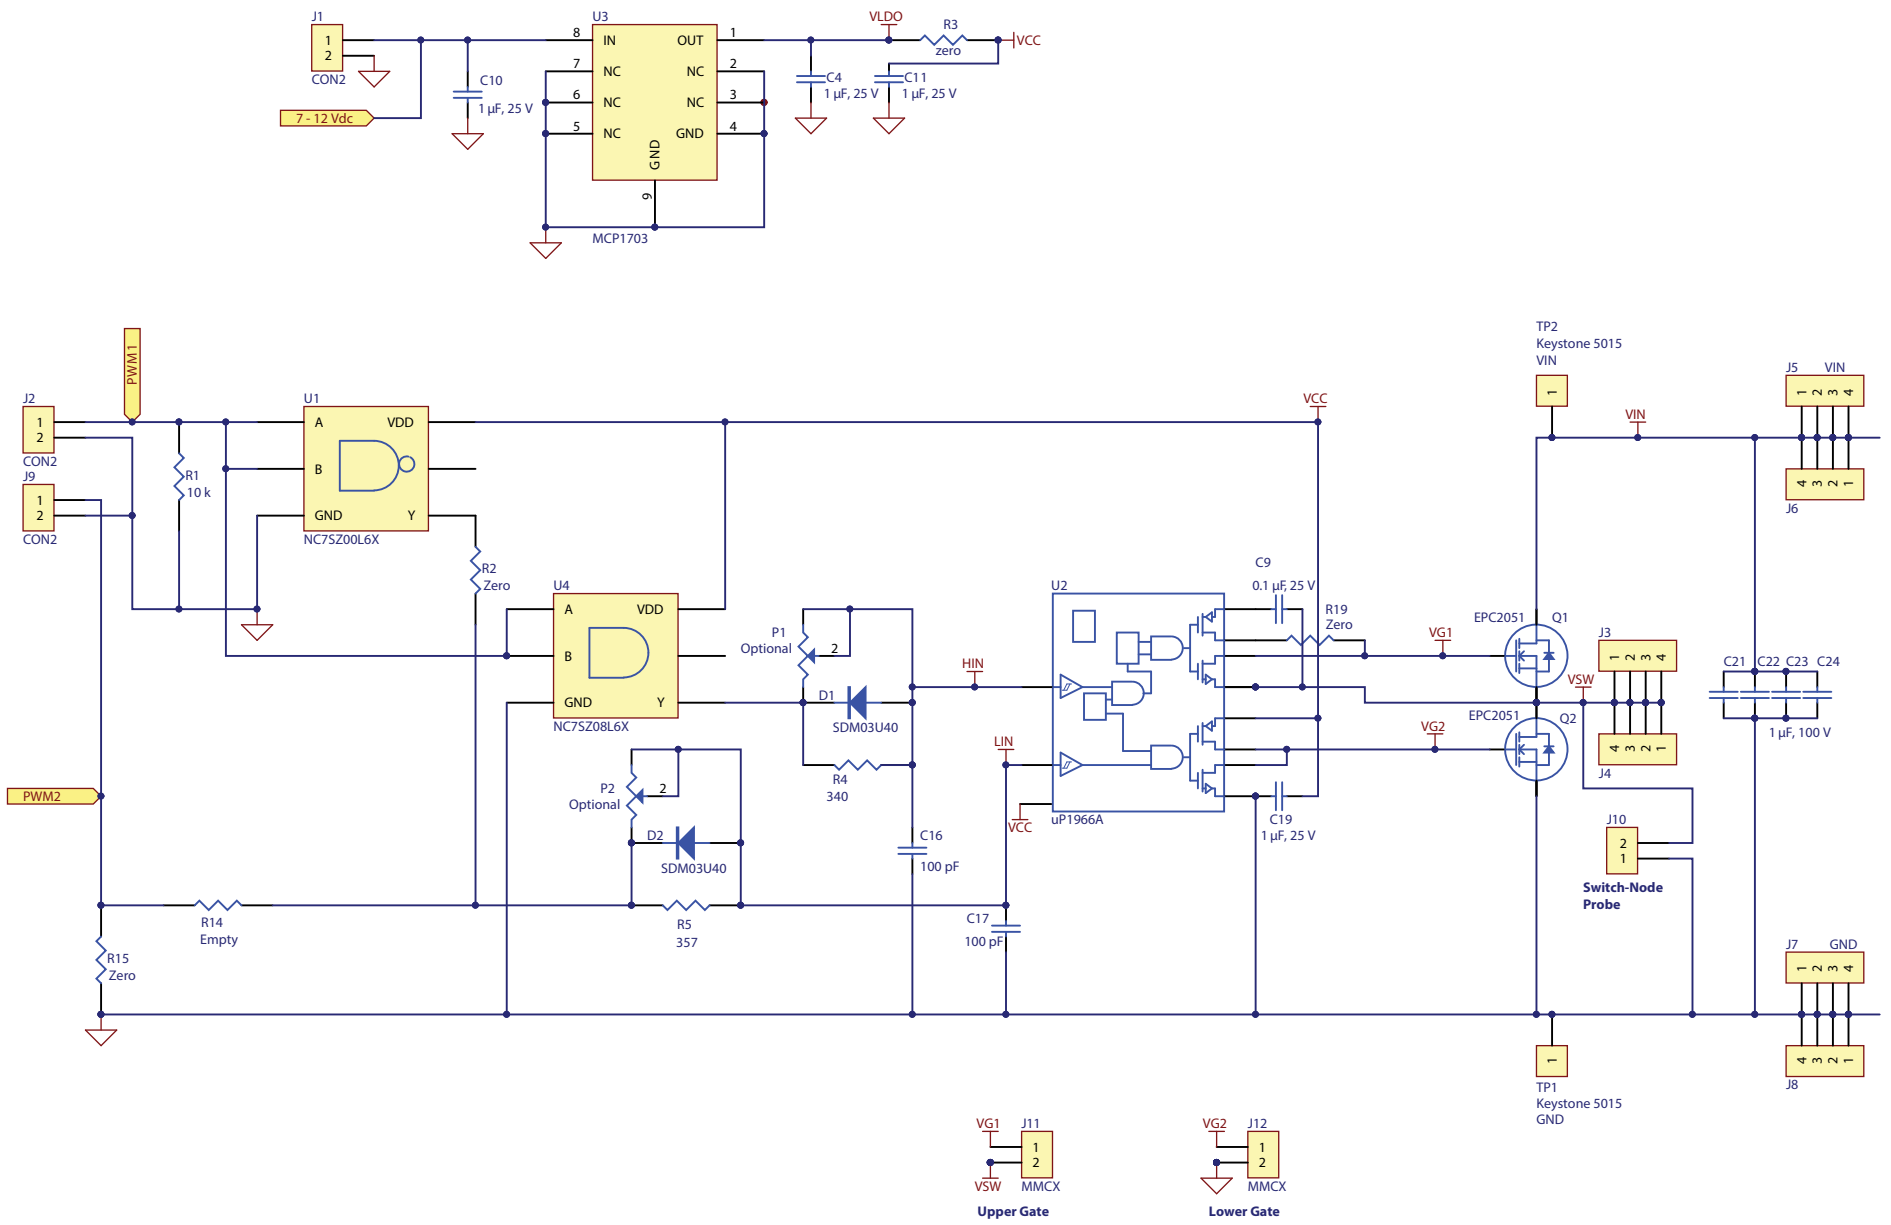 J1
1
2
CON2
7 - 12 Vdc
C10
1 µF, 25 V
U3
8 IN OUT 1
7 NC NC 2
6 NC NC 3
5 NC GND 4
GND
9
MCP1703
VLDO
R3
zero
VCC
C4
1 µF, 25 V
C11
1 µF, 25 V
PWM1
J2
1
2
CON2
J9
1
2
CON2
R1
10 k
U1
A VDD
B
GND Y
NC7SZ00L6X
R2
Zero
U4
A VDD
B
GND Y
NC7SZ08L6X
P1
Optional
2
D1
SDM03U40
R4
340
P2
Optional
2
D2
SDM03U40
R5
357
PWM2
R14
Empty
R15
Zero
C16
100 pF
C17
100 pF
HIN
LIN
VCC
U2
uP1966A
C9
0.1 µF, 25 V
R19
Zero
C19
1 µF, 25 V
VCC
VG1
VG2
EPC2051 Q1
EPC2051 Q2
VSW
TP2
Keystone 5015
VIN
1
VIN
J5 VIN
1 2 3 4
4 3 2 1
J6
J3
1 2 3 4
4 3 2 1
J4
C21 C22 C23 C24
1 µF, 100 V
J10
2
1
Switch-Node
Probe
J7 GND
1 2 3 4
4 3 2 1
J8
1
TP1
Keystone 5015
GND
VG1 J11
1
2
VSW MMCX
Upper Gate
VG2 J12
1
2
MMCX
Lower Gate